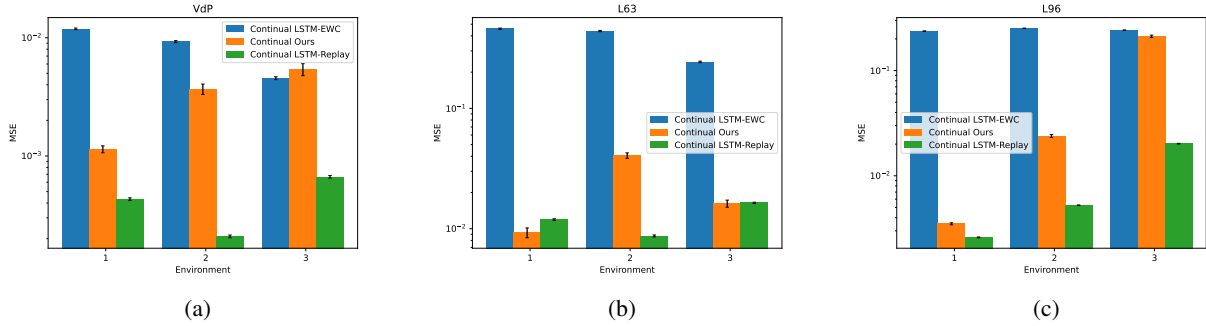 VdP
MSE
10⁻²
10⁻³
Continual LSTM-EWC
Continual Ours
Continual LSTM-Replay
1 2 3
Environment
(a)
L63
MSE
10⁻¹
10⁻²
Continual LSTM-EWC
Continual Ours
Continual LSTM-Replay
1 2 3
Environment
(b)
L96
MSE
10⁻¹
10⁻²
Continual LSTM-EWC
Continual Ours
Continual LSTM-Replay
1 2 3
Environment
(c)